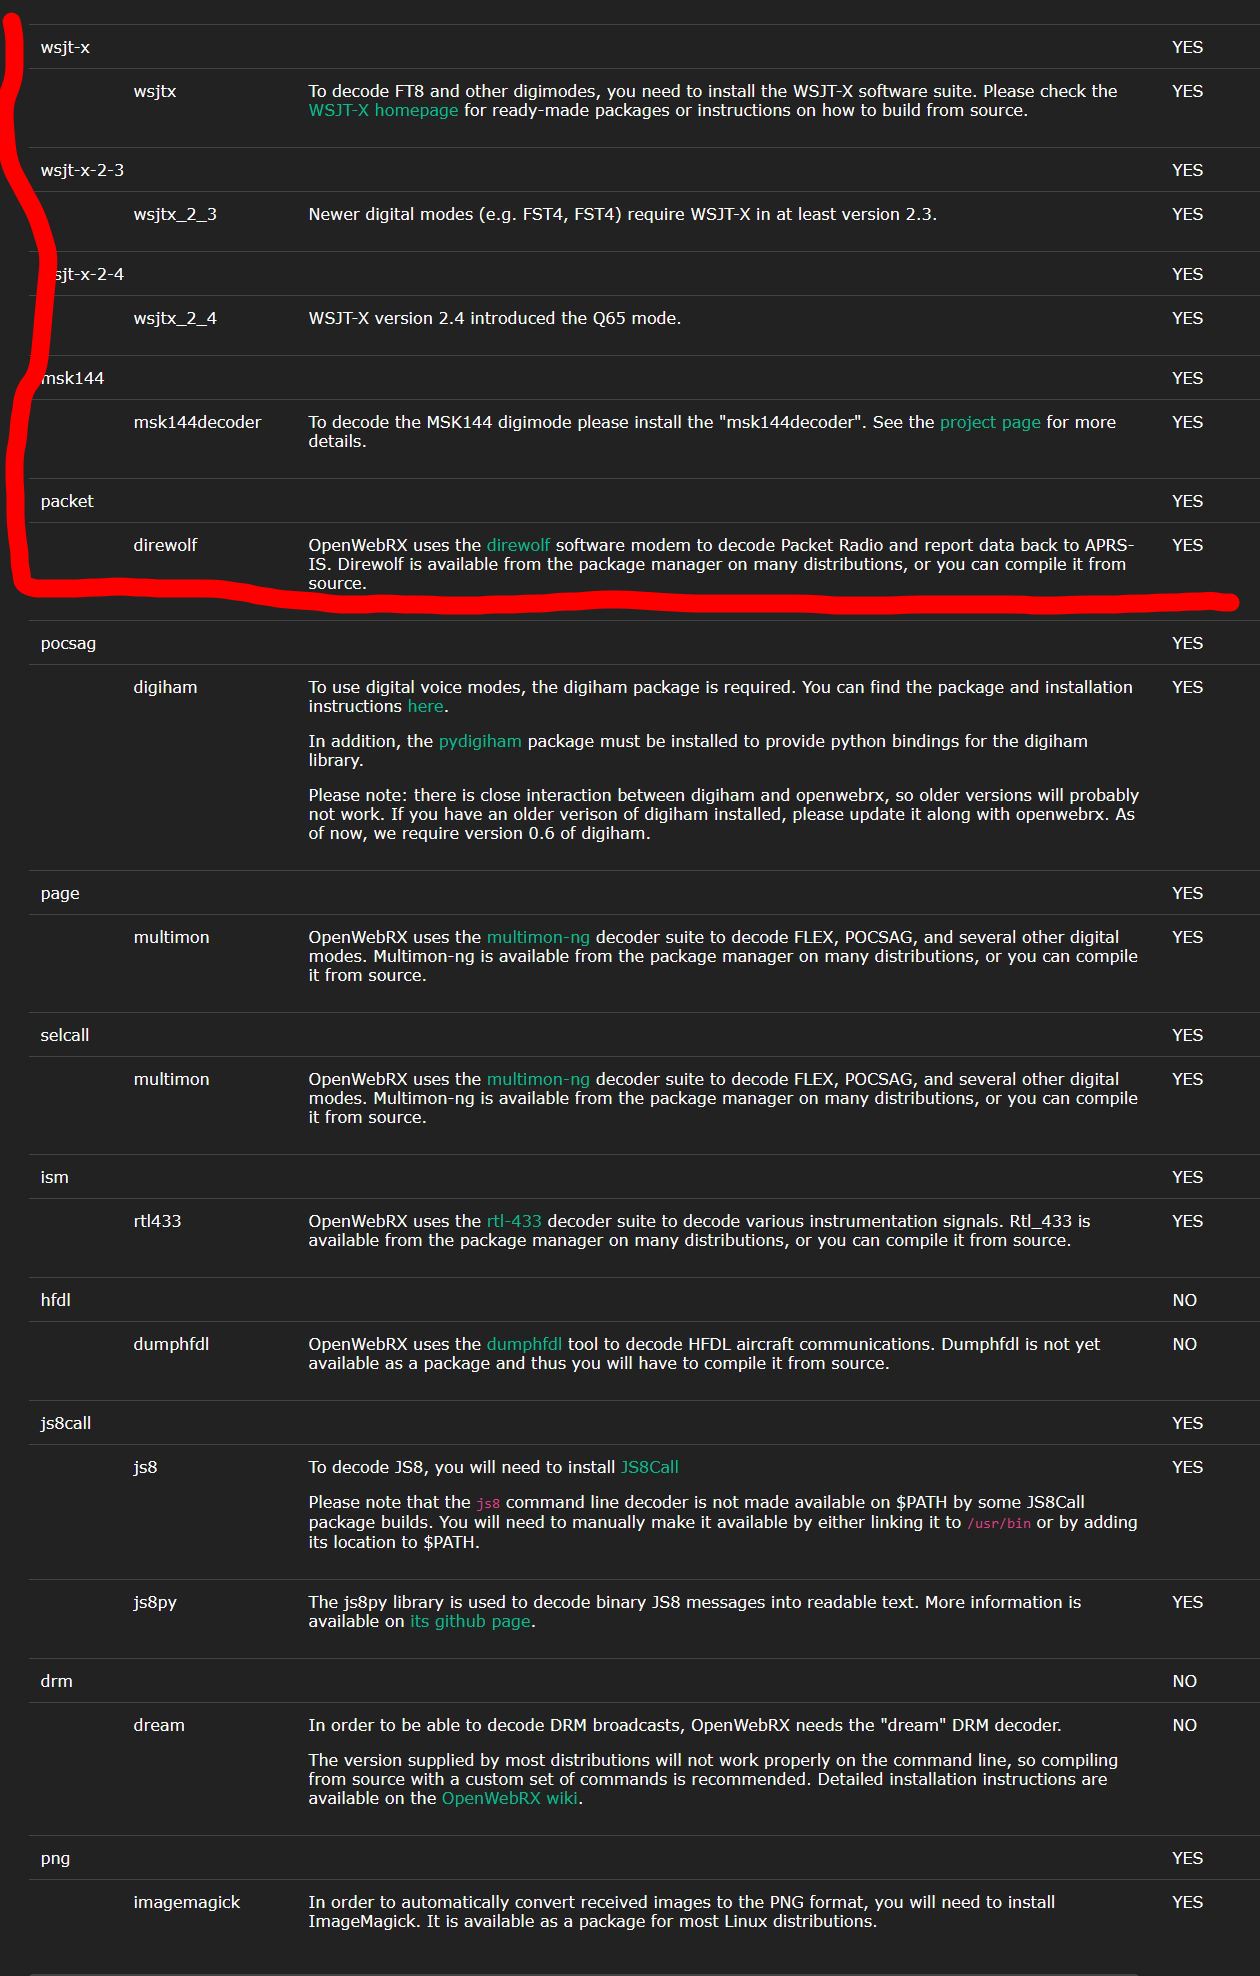 wsjt-x YES
wsjtx To decode FT8 and other digimodes, you need to install the WSJT-X software suite. Please check the YES
WSJT-X homepage for ready-made packages or instructions on how to build from source.
wsjt-x-2-3 YES
wsjtx_2_3 Newer digital modes (e.g. FST4, FST4) require WSJT-X in at least version 2.3. YES
sjt-x-2-4 YES
wsjtx_2_4 WSJT-X version 2.4 introduced the Q65 mode. YES
msk144 YES
msk144decoder To decode the MSK144 digimode please install the "msk144decoder". See the project page for more YES
details.
packet YES
direwolf OpenWebRX uses the direwolf software modem to decode Packet Radio and report data back to APRS- YES
IS. Direwolf is available from the package manager on many distributions, or you can compile it from
source.
pocsag YES
digiham To use digital voice modes, the digiham package is required. You can find the package and installation YES
instructions here.
In addition, the pydigiham package must be installed to provide python bindings for the digiham
library.
Please note: there is close interaction between digiham and openwebrx, so older versions will probably
not work. If you have an older verison of digiham installed, please update it along with openwebrx. As
of now, we require version 0.6 of digiham.
page YES
multimon OpenWebRX uses the multimon-ng decoder suite to decode FLEX, POCSAG, and several other digital YES
modes. Multimon-ng is available from the package manager on many distributions, or you can compile
it from source.
selcall YES
multimon OpenWebRX uses the multimon-ng decoder suite to decode FLEX, POCSAG, and several other digital YES
modes. Multimon-ng is available from the package manager on many distributions, or you can compile
it from source.
ism YES
rtl433 OpenWebRX uses the rtl-433 decoder suite to decode various instrumentation signals. Rtl_433 is YES
available from the package manager on many distributions, or you can compile it from source.
hfdl NO
dumphfdl OpenWebRX uses the dumphfdl tool to decode HFDL aircraft communications. Dumphfdl is not yet NO
available as a package and thus you will have to compile it from source.
js8call YES
js8 To decode JS8, you will need to install JS8Call YES
Please note that the js8 command line decoder is not made available on $PATH by some JS8Call
package builds. You will need to manually make it available by either linking it to /usr/bin or by adding
its location to $PATH.
js8py The js8py library is used to decode binary JS8 messages into readable text. More information is YES
available on its github page.
drm NO
dream In order to be able to decode DRM broadcasts, OpenWebRX needs the "dream" DRM decoder. NO
The version supplied by most distributions will not work properly on the command line, so compiling
from source with a custom set of commands is recommended. Detailed installation instructions are
available on the OpenWebRX wiki.
png YES
imagemagick In order to automatically convert received images to the PNG format, you will need to install YES
ImageMagick. It is available as a package for most Linux distributions.